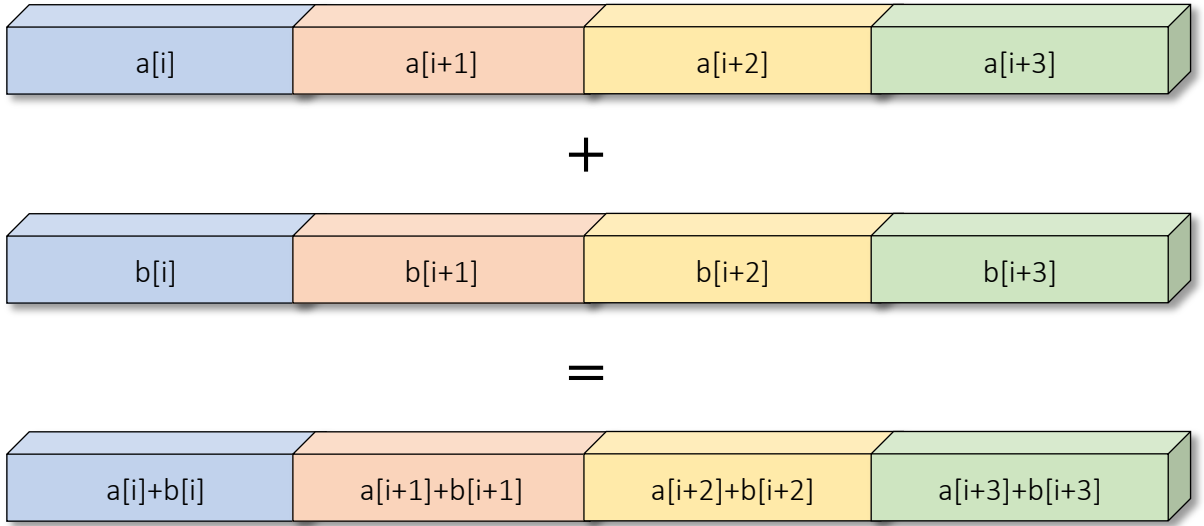 a[i] a[i+1] a[i+2] a[i+3]
+
b[i] b[i+1] b[i+2] b[i+3]
=
a[i]+b[i] a[i+1]+b[i+1] a[i+2]+b[i+2] a[i+3]+b[i+3]